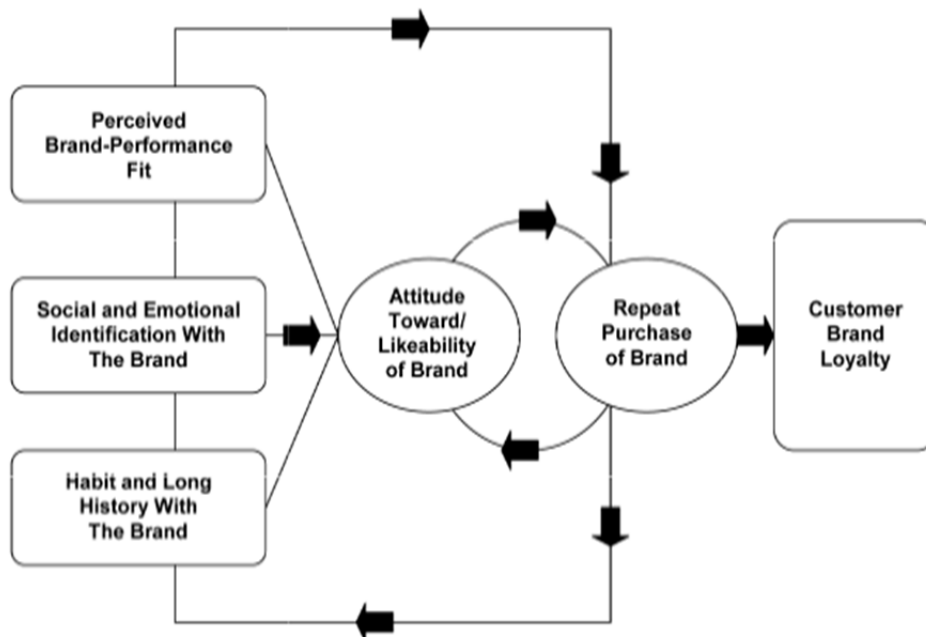 Perceived
Brand-Performance
Fit
Social and Emotional
Identification With
The Brand
Habit and Long
History With
The Brand
Attitude
Toward/
Likeability
of Brand
Repeat
Purchase
of Brand
Customer
Brand
Loyalty